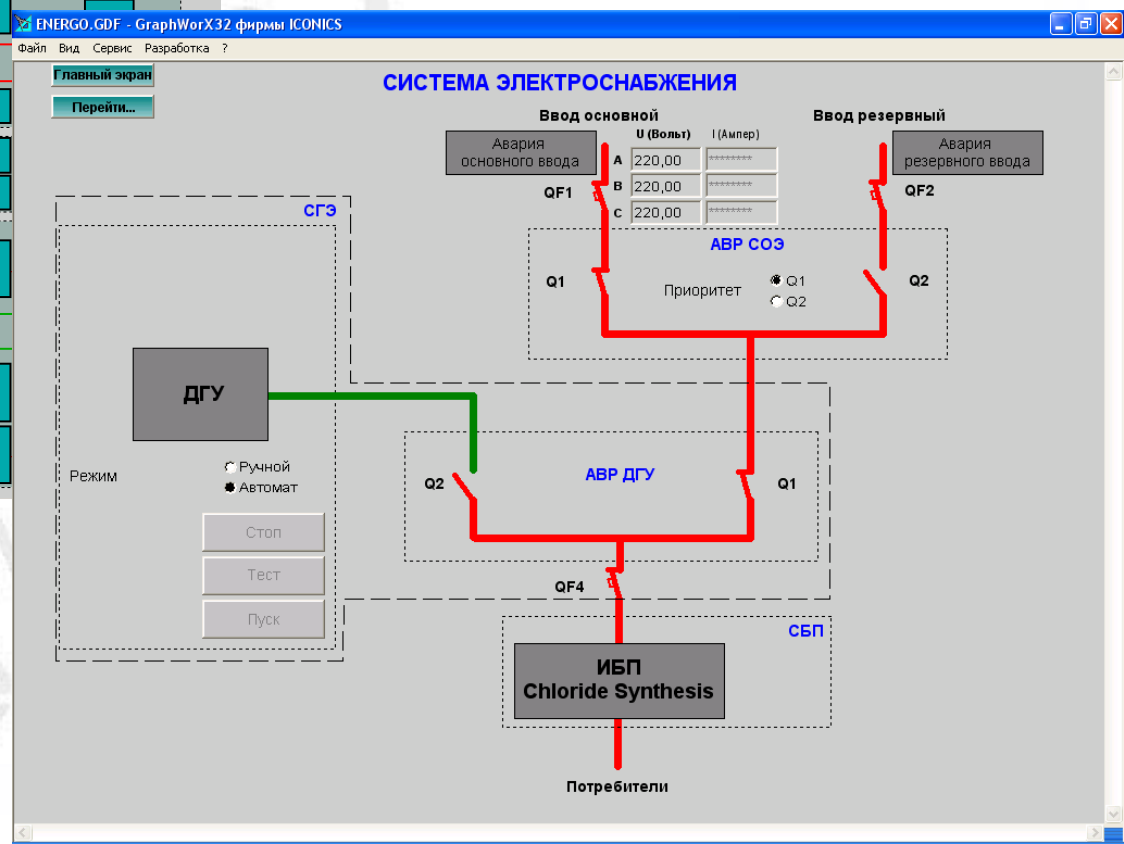 ENERGO.GDF - GraphWorX32 фирмы ICONICS
Файл Вид Сервис Разработка ?
Главный экран
Перейти...
СИСТЕМА ЭЛЕКТРОСНАБЖЕНИЯ
Ввод основной
Ввод резервный
U (Вольт) I (Ампер)
Авария
основного ввода
Авария
резервного ввода
A 220,00 ********
B 220,00 ********
C 220,00 ********
QF1
QF2
СГЭ
АВР СОЭ
Q1
Приоритет
Q1
Q2
Q2
ДГУ
Режим
Ручной
Автомат
Q2
АВР ДГУ
Q1
Стоп
Тест
Пуск
QF4
СБП
ИБП
Chloride Synthesis
Потребители